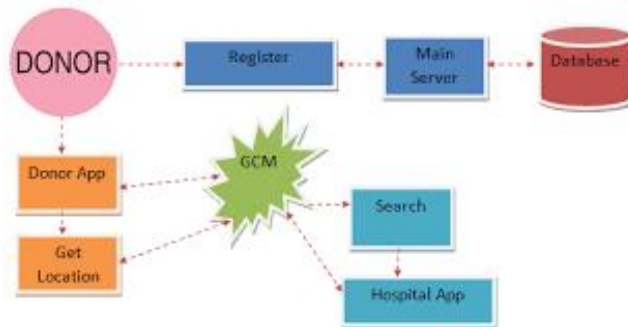 DONOR
Register
Main
Server
Database
Donor App
GCM
Search
Get
Location
Hospital App